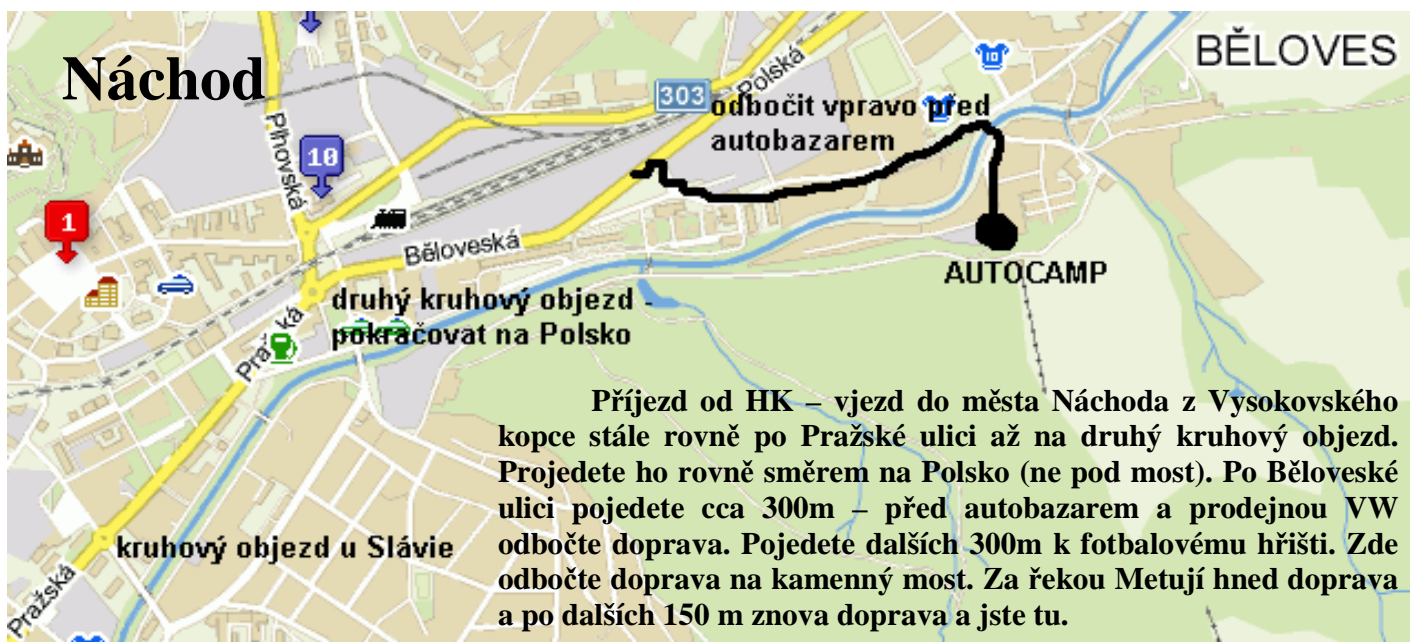 Náchod
BĚLOVES
303
Polská
10
odbočit vpravo před
autobazarem
Plhovská
10
1
Běloveská
AUTOCAMP
druhý kruhový objezd -
pokračovat na Polsko
Pražská
Příjezd od HK – vjezd do města Náchoda z Vysokovského
kopce stále rovně po Pražské ulici až na druhý kruhový objezd.
Projedete ho rovně směrem na Polsko (ne pod most). Po Běloveské
ulici pojedete cca 300m – před autobazarem a prodejnou VW
odbočte doprava. Pojedete dalších 300m k fotbalovému hřišti. Zde
odbočte doprava na kamenný most. Za řekou Metují hned doprava
a po dalších 150 m znova doprava a jste tu.
kruhový objezd u Slávie
Pražská